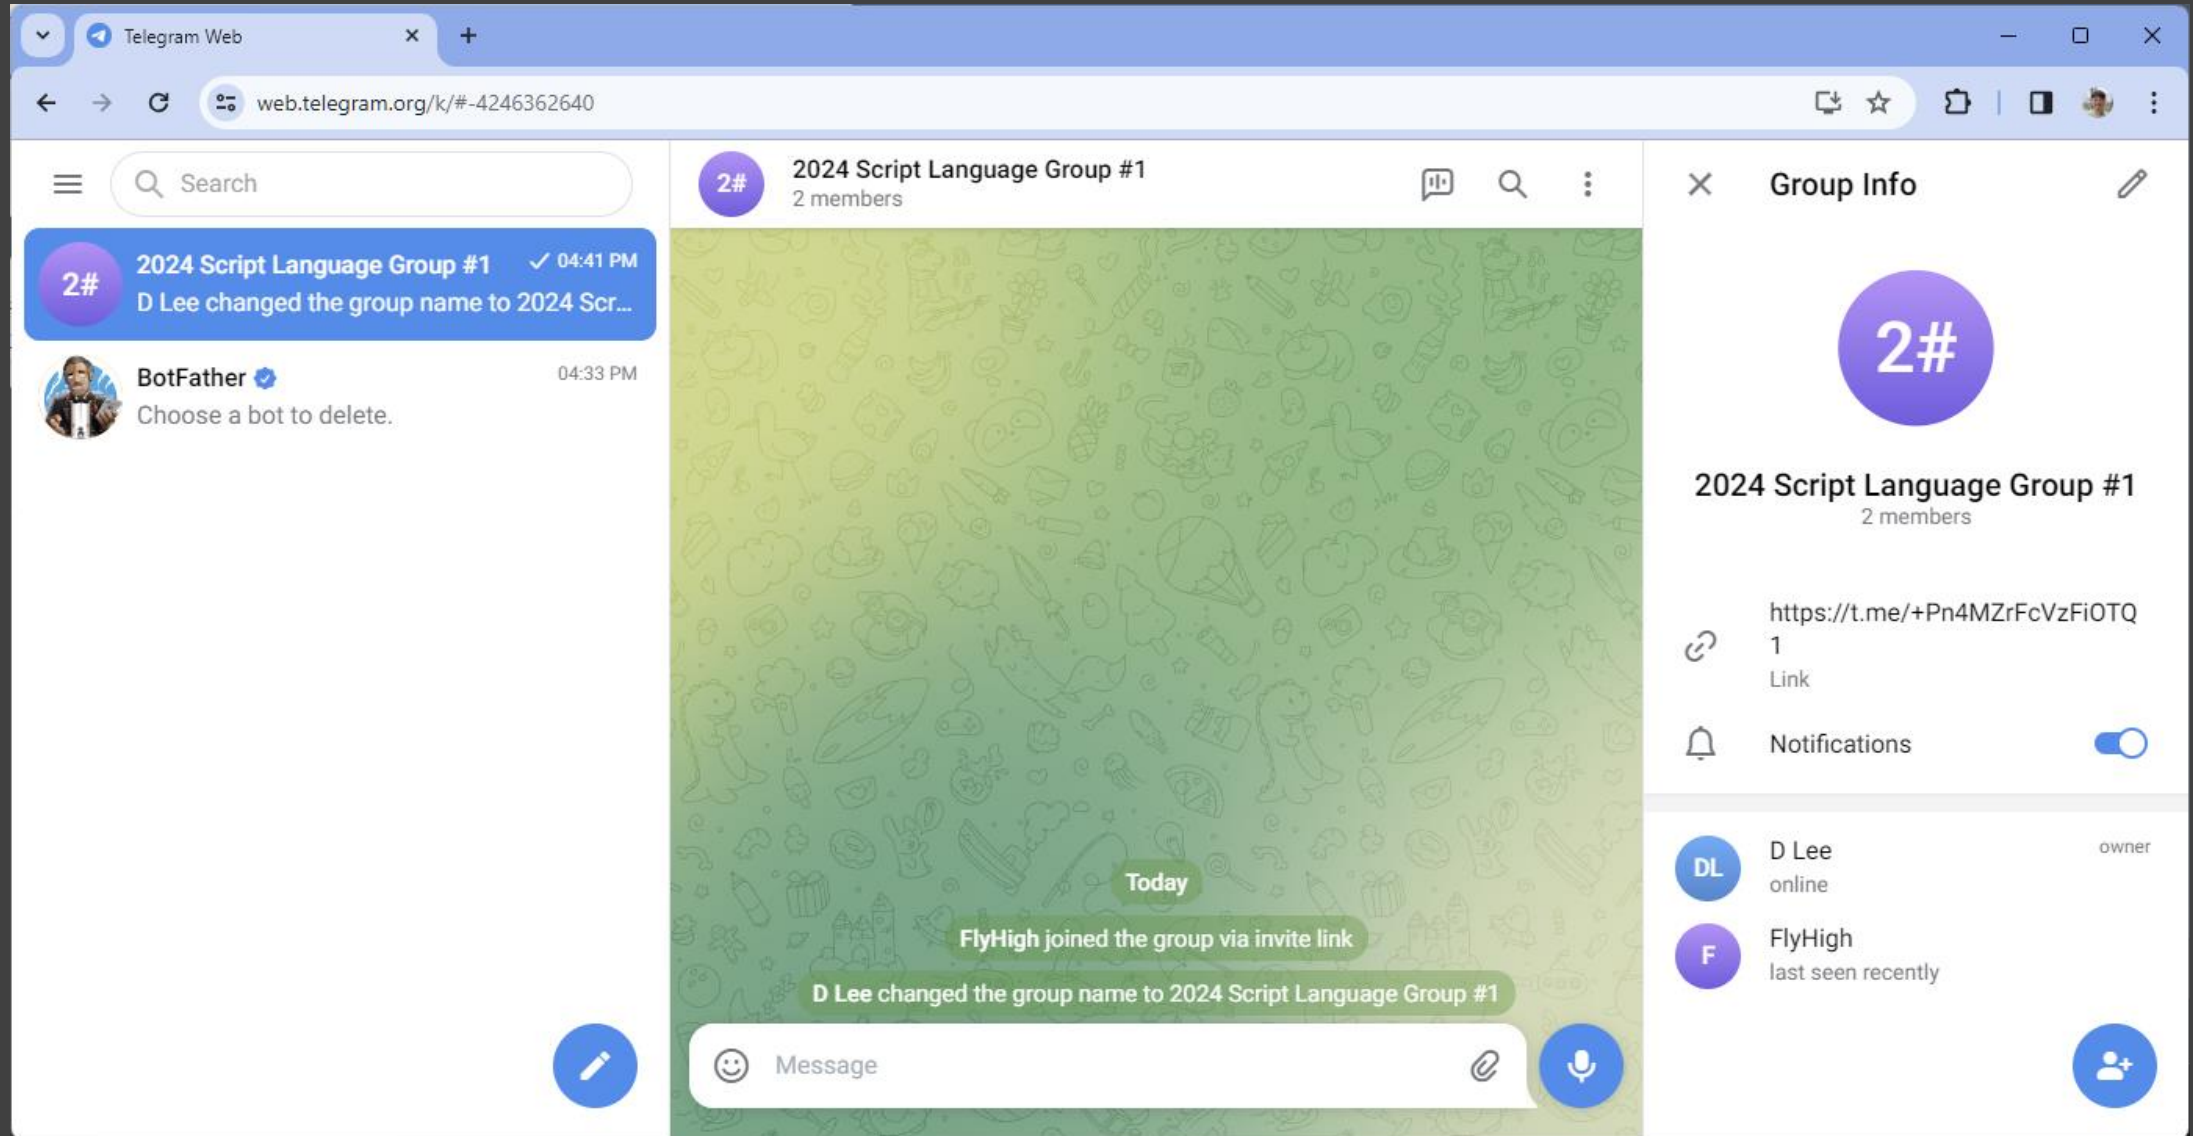 Telegram Web
web.telegram.org/k/#-4246362640
Search
2# 2024 Script Language Group #1 04:41 PM
D Lee changed the group name to 2024 Scr...
BotFather 04:33 PM
Choose a bot to delete.
2# 2024 Script Language Group #1
2 members
Today
FlyHigh joined the group via invite link
D Lee changed the group name to 2024 Script Language Group #1
Message
Group Info
2#
2024 Script Language Group #1
2 members
https://t.me/+Pn4MZrFcVzFiOTQ
1
Link
Notifications
DL D Lee owner
online
F FlyHigh
last seen recently